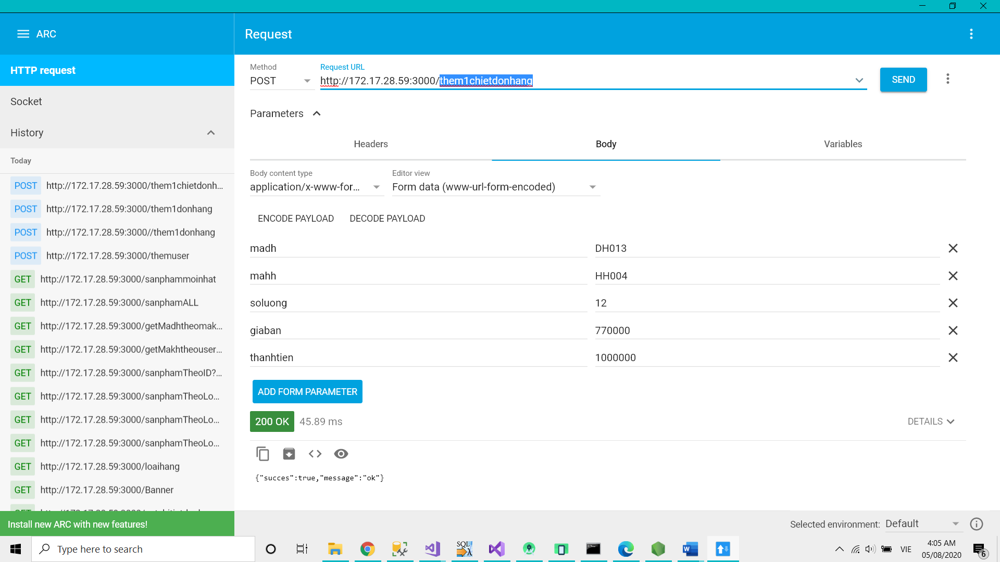 ARC
Request
HTTP request
Socket
History
Today
POST http://172.17.28.59:3000/them1chietdonh...
POST http://172.17.28.59:3000/them1donhang
POST http://172.17.28.59:3000//them1donhang
POST http://172.17.28.59:3000/themuser
GET http://172.17.28.59:3000/sanphammoinhat
GET http://172.17.28.59:3000/sanphamALL
GET http://172.17.28.59:3000/getMadhtheomak...
GET http://172.17.28.59:3000/getMakhtheouser...
GET http://172.17.28.59:3000/sanphamTheoID?...
GET http://172.17.28.59:3000/sanphamTheoLo...
GET http://172.17.28.59:3000/sanphamTheoLo...
GET http://172.17.28.59:3000/sanphamTheoLo...
GET http://172.17.28.59:3000/loaihang
GET http://172.17.28.59:3000/Banner
Install new ARC with new features!
Method
POST
Request URL
http://172.17.28.59:3000/them1chietdonhang
SEND
Parameters
Headers Body Variables
Body content type
application/x-www-for...
Editor view
Form data (www-url-form-encoded)
ENCODE PAYLOAD DECODE PAYLOAD
madh DH013
mahh HH004
soluong 12
giaban 770000
thanhtien 1000000
ADD FORM PARAMETER
200 OK 45.89 ms DETAILS
{"succes":true,"message":"ok"}
Selected environment: Default
Type here to search
SQL
VIE
4:05 AM
05/08/2020
6